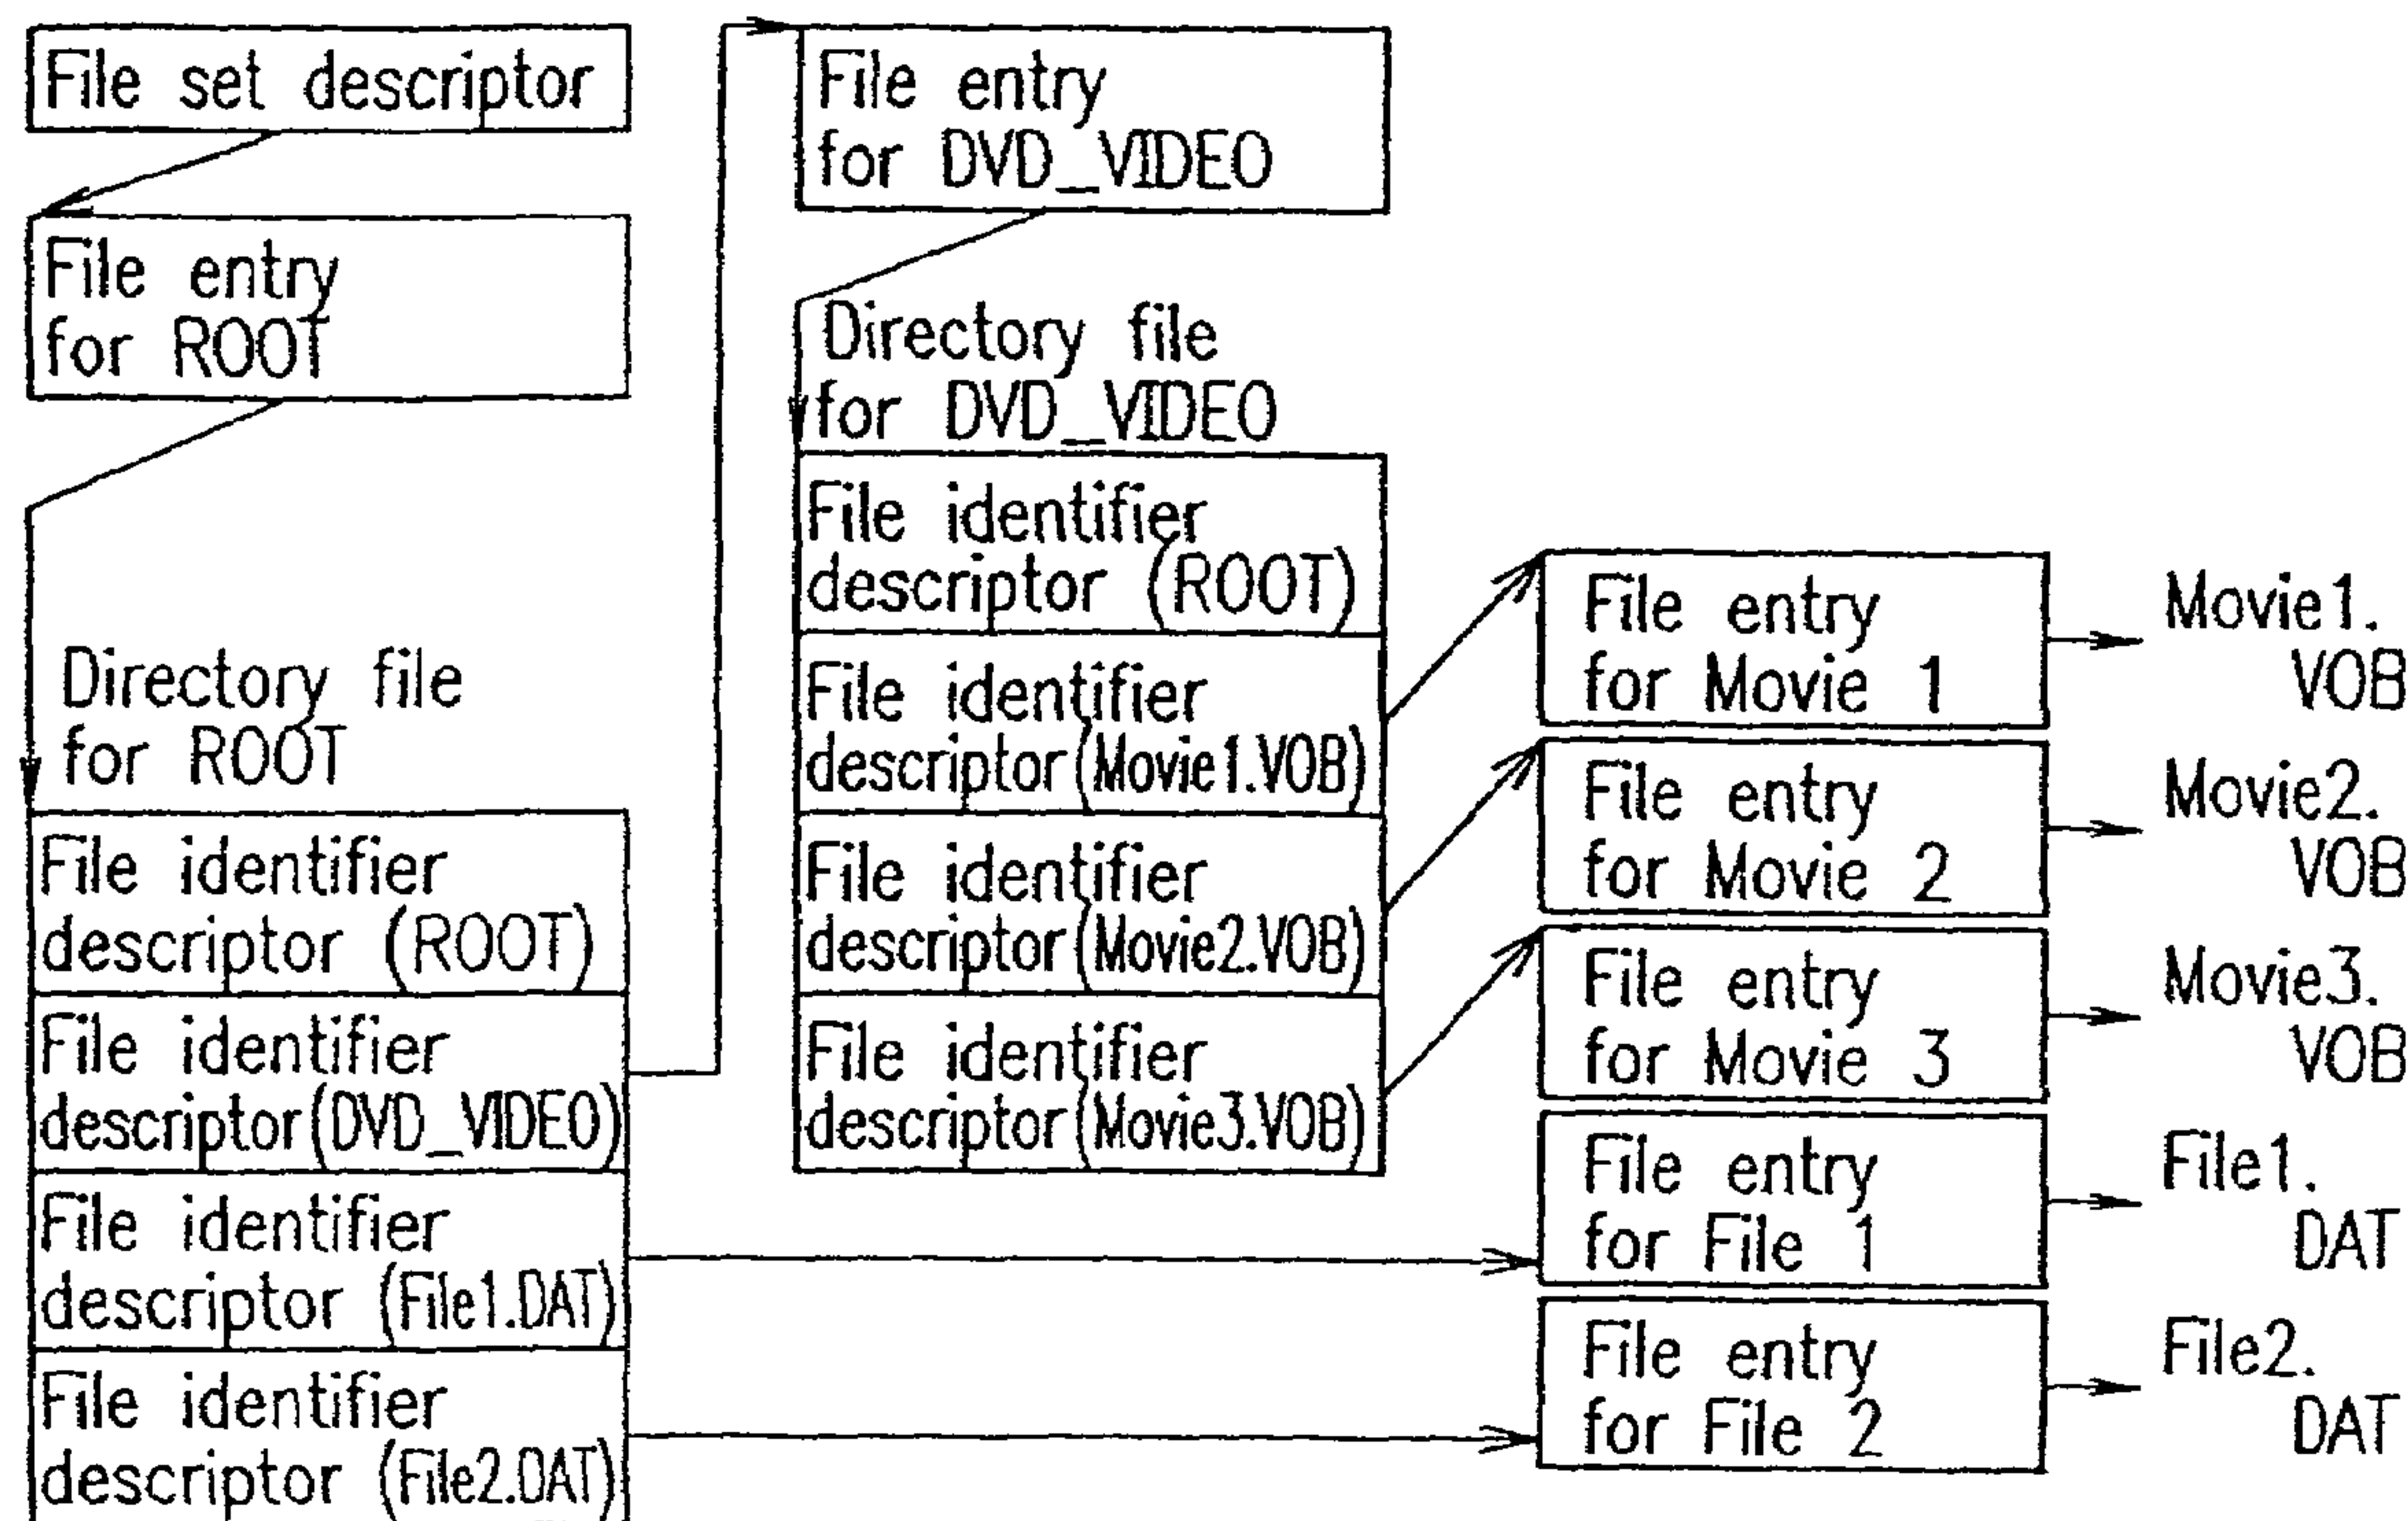 File set descriptor
File entry
for ROOT
Directory file
for ROOT
File identifier
descriptor (ROOT)
File identifier
descriptor(DVD_VIDEO)
File identifier
descriptor (File1.DAT)
File identifier
descriptor (File2.DAT)
File entry
for DVD_VIDEO
Directory file
for DVD_VIDEO
File identifier
descriptor (ROOT)
File identifier
descriptor(Movie1.VOB)
File identifier
descriptor(Movie2.VOB)
File identifier
descriptor(Movie3.VOB)
File entry
for Movie 1
Movie1.
VOB
File entry
for Movie 2
Movie2.
VOB
File entry
for Movie 3
Movie3.
VOB
File entry
for File 1
File1.
DAT
File entry
for File 2
File2.
DAT